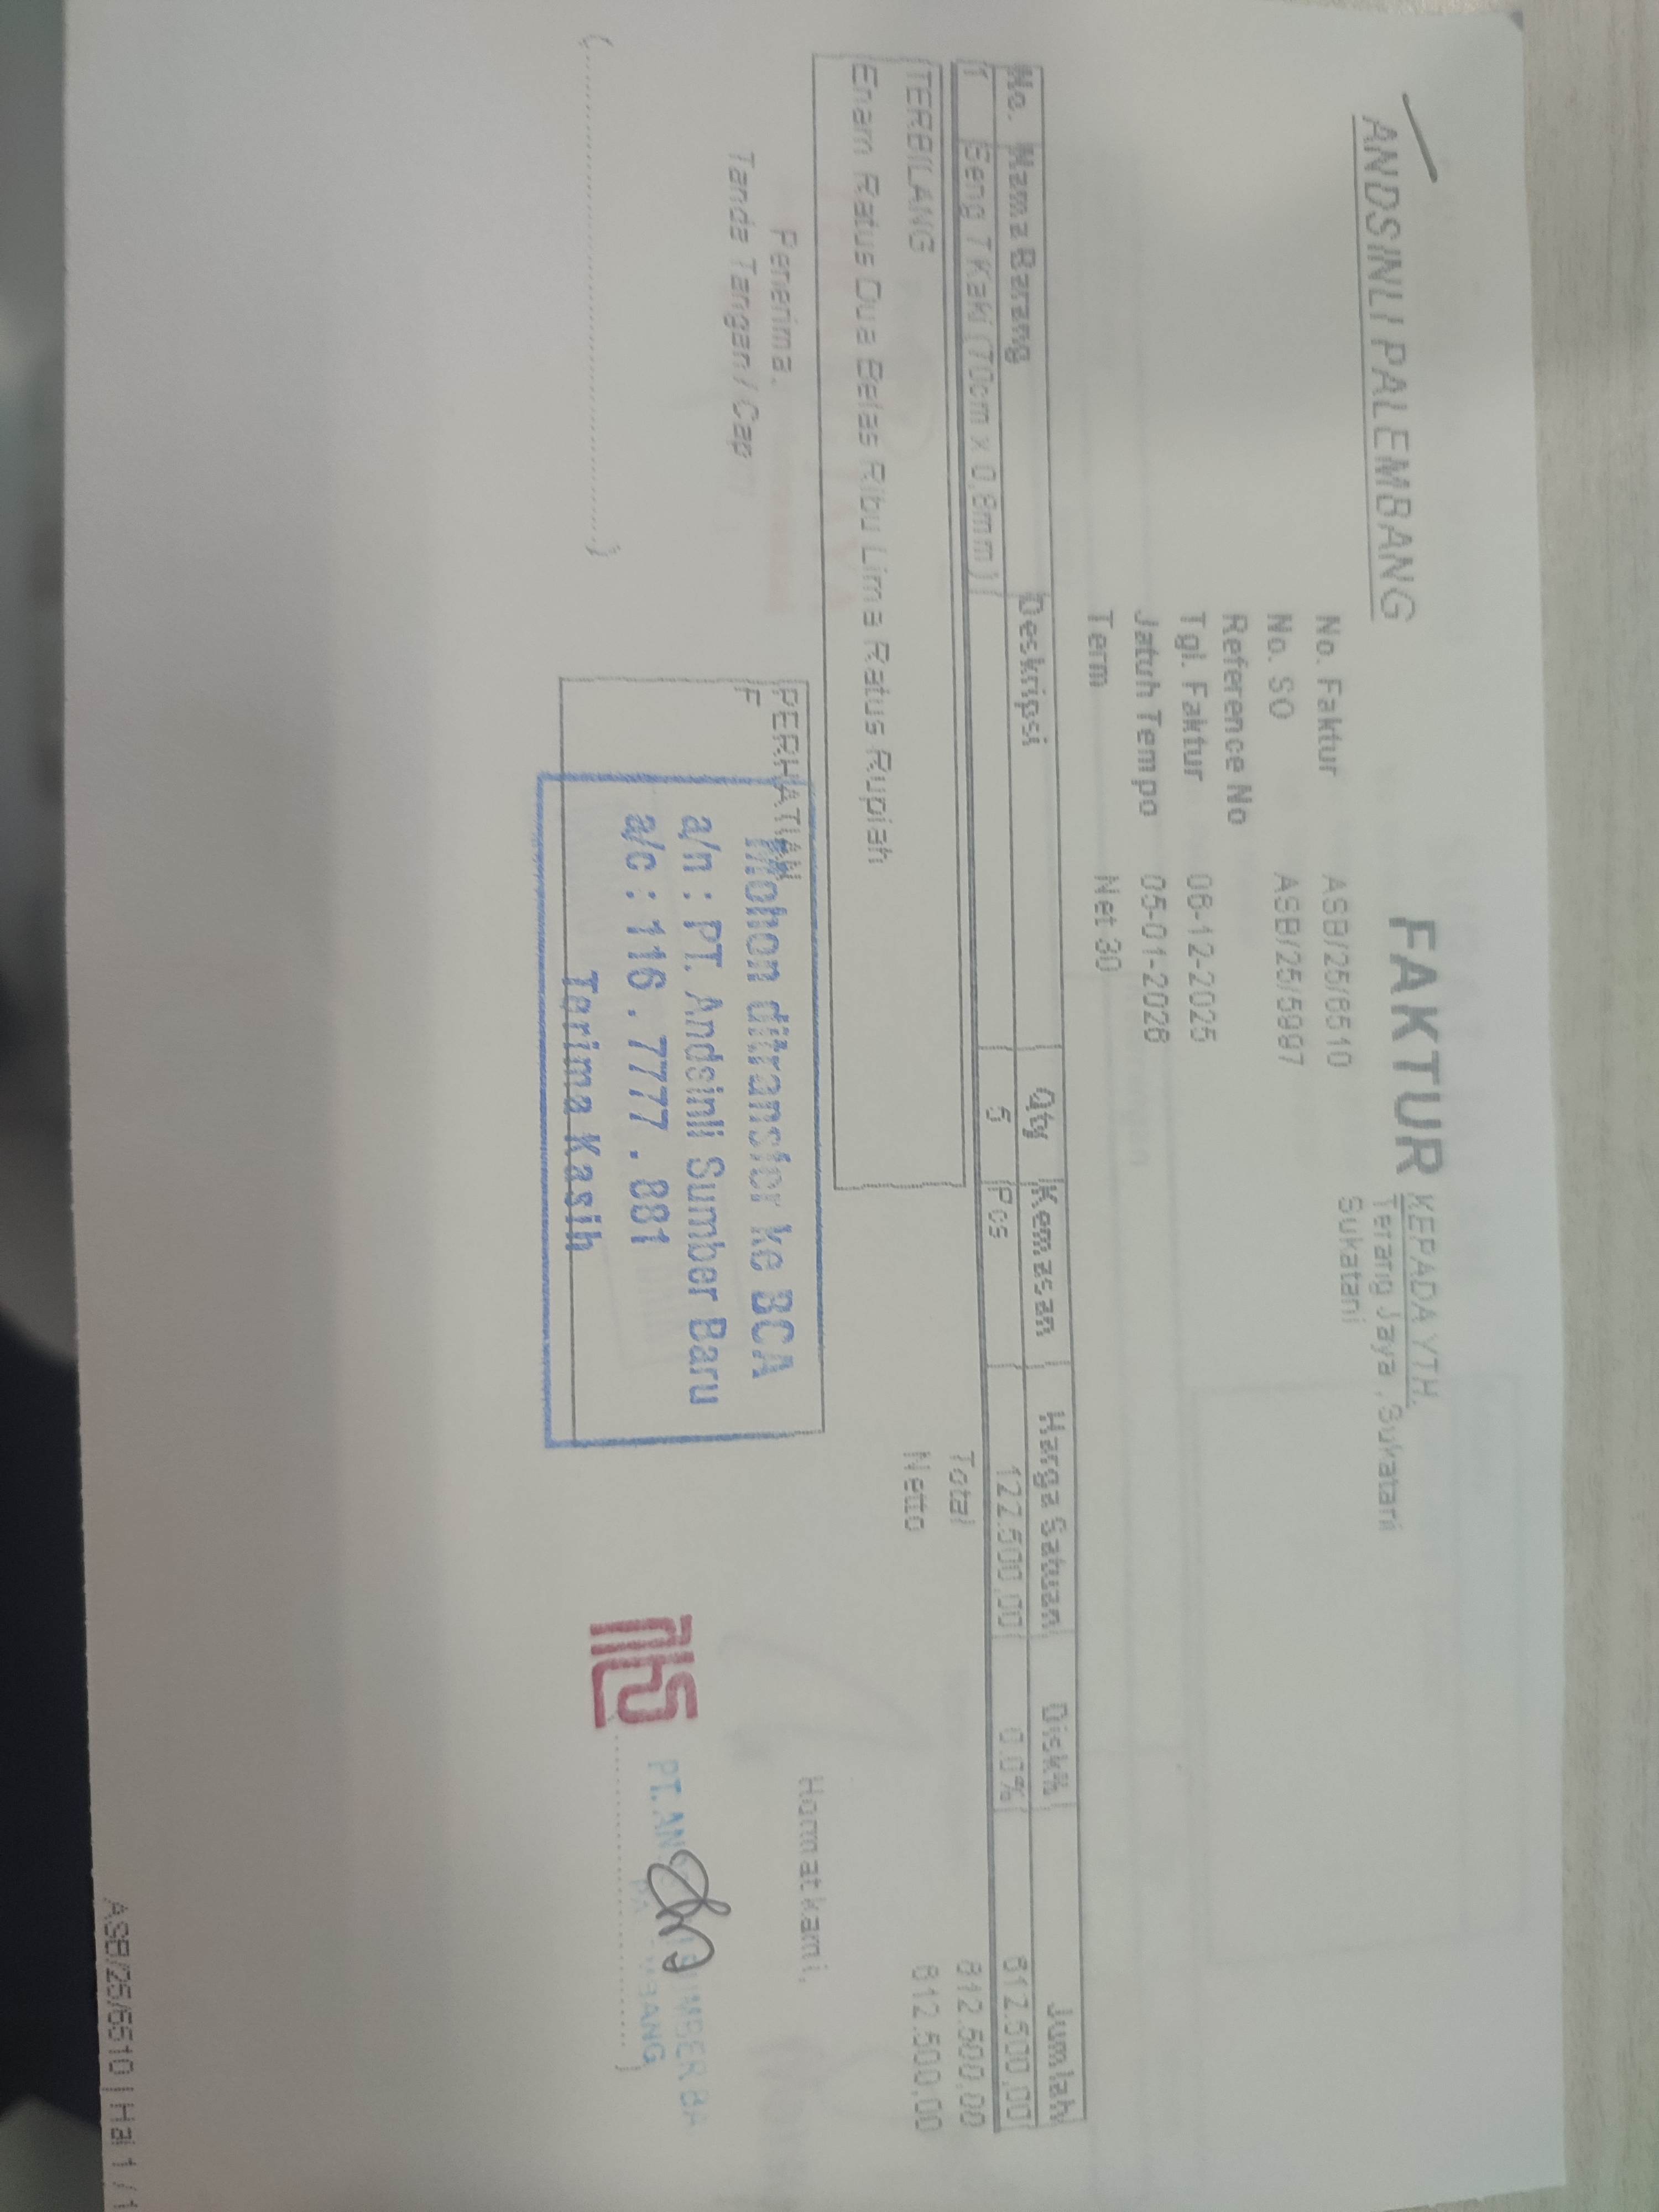 ANDSINLI PALEMBANG
FAKTUR
KEPADA YTH.
Terang Jaya, Sukatani
Sukatani
No. Faktur ASB/25/6510
No. SO ASB/25/5997
Reference No
Tgl. Faktur 06-12-2025
Jatuh Tempo 05-01-2026
Term Net 30
No. Nama Barang Deskripsi Qty Kemasan Harga Satuan Disk% Jumlah
1 Seng 7 Kaki (70cm x 0,8mm) 5 Pcs 122.500,00 0.0% 612.500,00
Total 612.500,00
Netto 612.500,00
TERBILANG
Enam Ratus Dua Belas Ribu Lima Ratus Rupiah
Penerima,
Tanda Tangan / Cap
(..............................)
PERHATIAN
F
Mohon ditransfer ke BCA
a/n : PT. Andsinli Sumber Baru
a/c : 116 . 7777 . 881
Terima Kasih
Hormat kami,
PT. AN
ASB/25/6510 | Hal 1 / 1